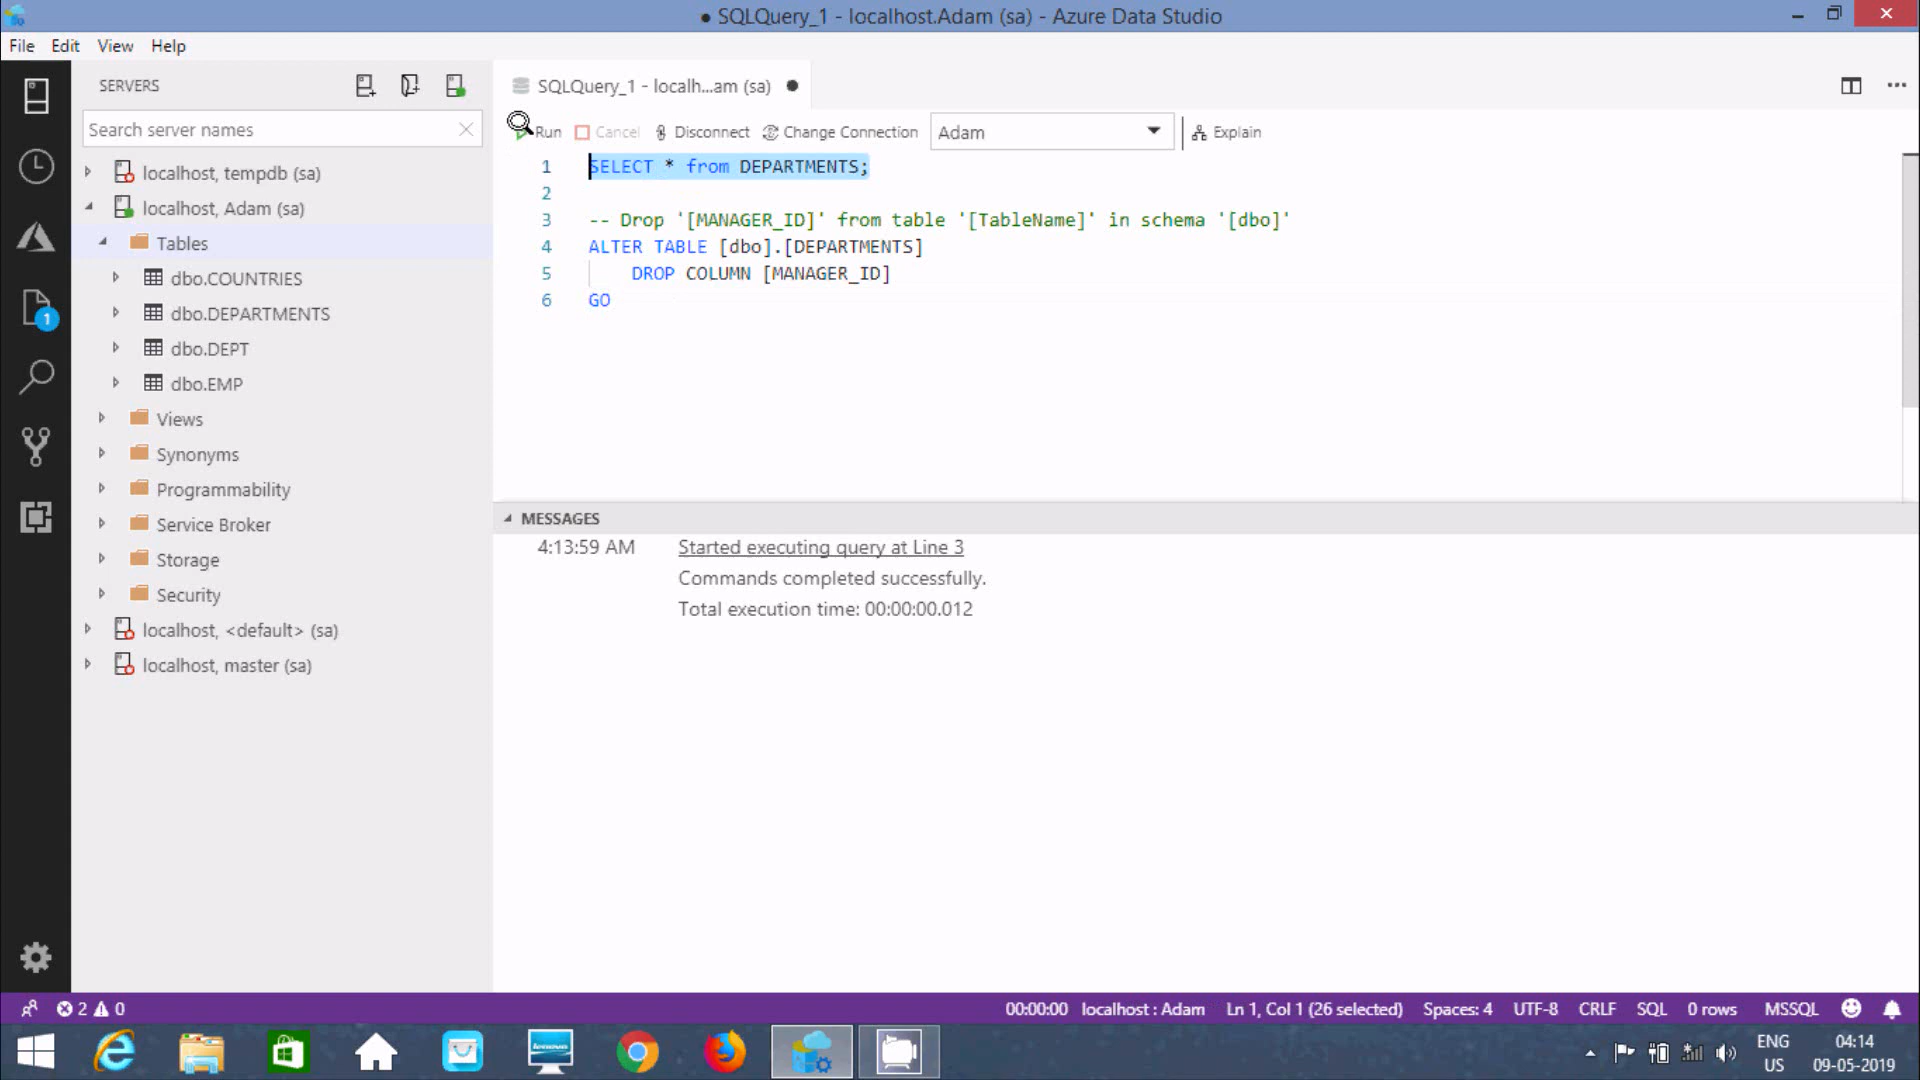 ● SQLQuery_1 - localhost.Adam (sa) - Azure Data Studio
File Edit View Help
SERVERS
SQLQuery_1 - localh...am (sa) ●
Search server names
Run Cancel Disconnect Change Connection Adam Explain
localhost, tempdb (sa)
localhost, Adam (sa)
Tables
dbo.COUNTRIES
dbo.DEPARTMENTS
dbo.DEPT
dbo.EMP
Views
Synonyms
Programmability
Service Broker
Storage
Security
localhost, <default> (sa)
localhost, master (sa)
1
1 SELECT * from DEPARTMENTS;
2
3 -- Drop '[MANAGER_ID]' from table '[TableName]' in schema '[dbo]'
4 ALTER TABLE [dbo].[DEPARTMENTS]
5 DROP COLUMN [MANAGER_ID]
6 GO
MESSAGES
4:13:59 AM Started executing query at Line 3
Commands completed successfully.
Total execution time: 00:00:00.012
2 0 00:00:00 localhost : Adam Ln 1, Col 1 (26 selected) Spaces: 4 UTF-8 CRLF SQL 0 rows MSSQL
ENG 04:14
US 09-05-2019